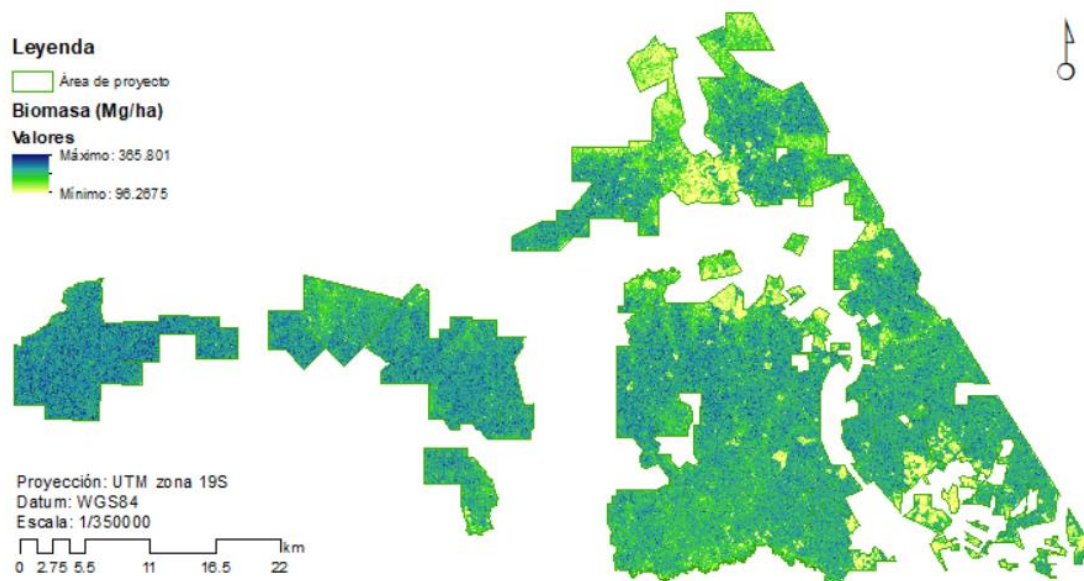 Leyenda
Área de proyecto
Biomasa (Mg/ha)
Valores
Máximo: 365.801
Mínimo: 96.2675
Proyección: UTM zona 19S
Datum: WGS84
Escala: 1/350000
km
0 2.75 5.5 11 16.5 22